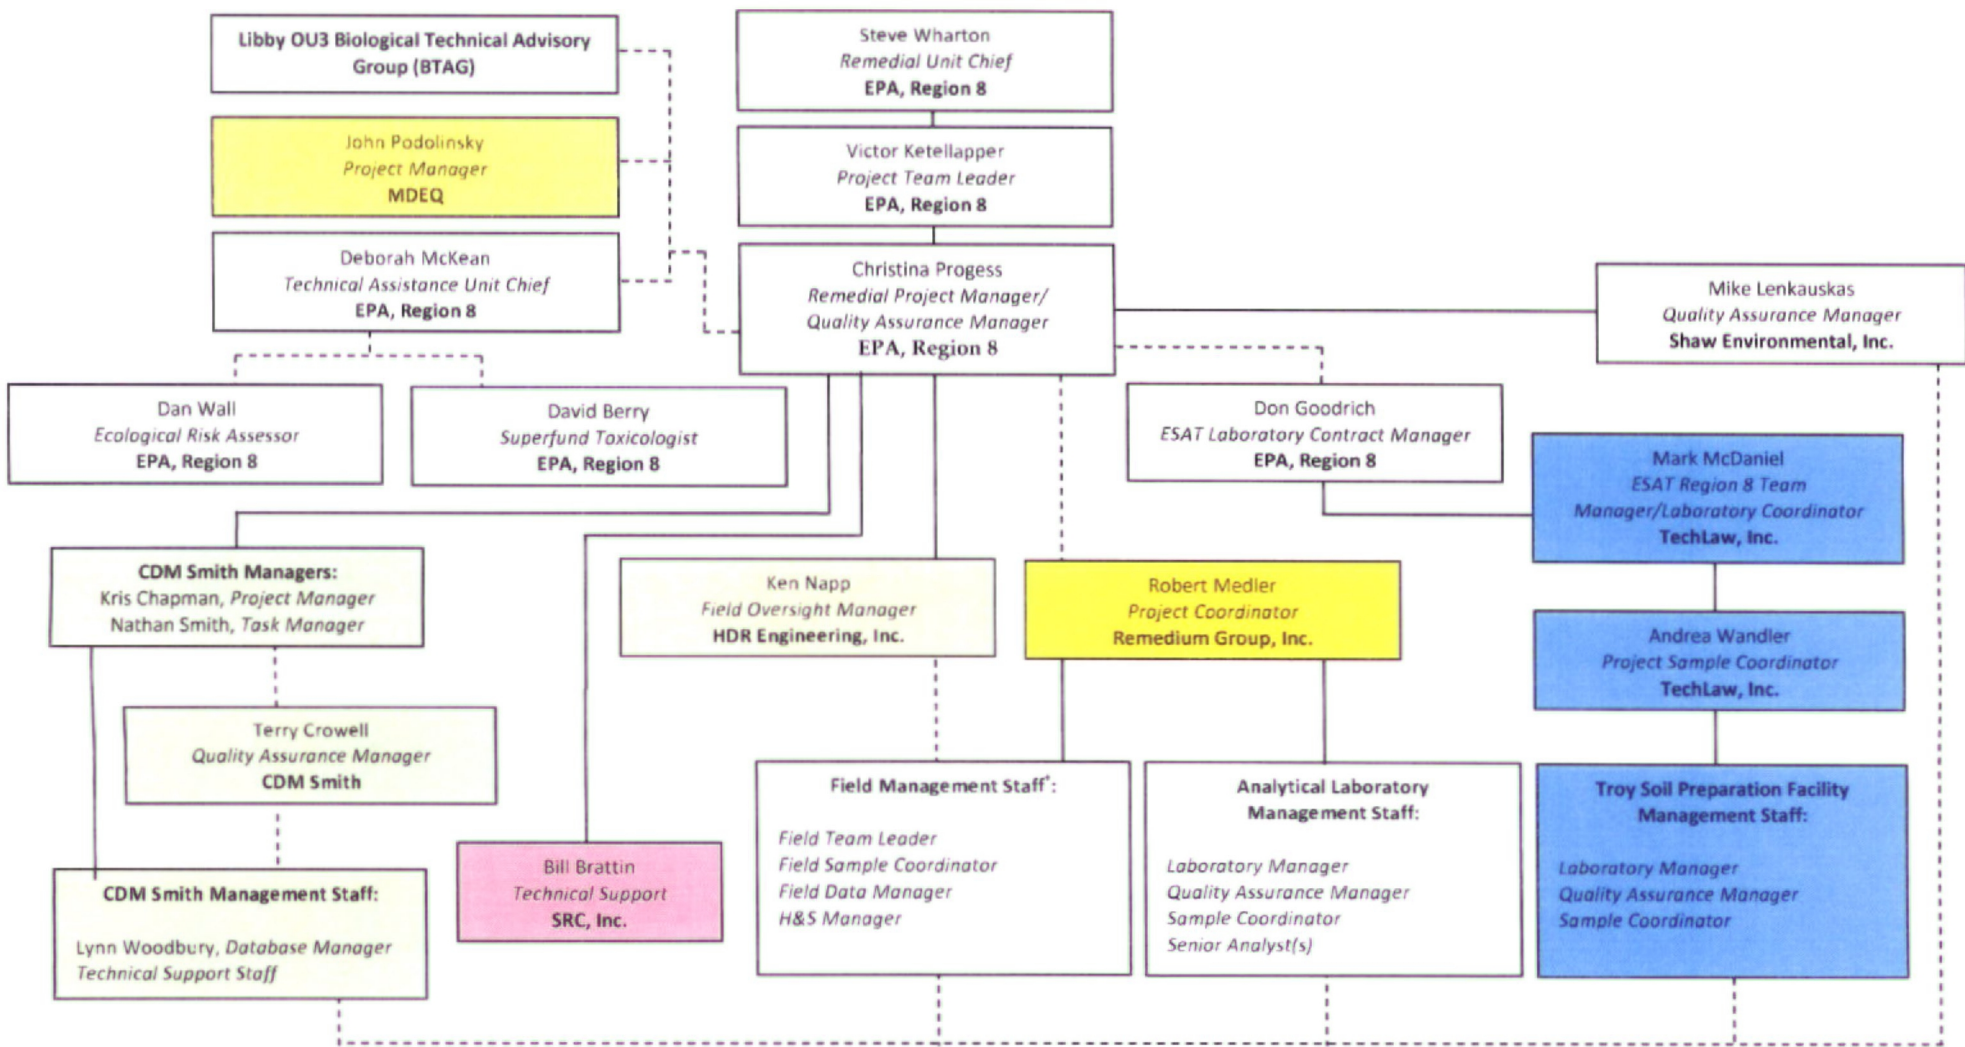 Libby OU3 Biological Technical Advisory
Group (BTAG)
Steve Wharton
Remedial Unit Chief
EPA, Region 8
John Podolinsky
Project Manager
MDEQ
Victor Ketellapper
Project Team Leader
EPA, Region 8
Deborah McKean
Technical Assistance Unit Chief
EPA, Region 8
Christina Progess
Remedial Project Manager/
Quality Assurance Manager
EPA, Region 8
Mike Lenkauskas
Quality Assurance Manager
Shaw Environmental, Inc.
Dan Wall
Ecological Risk Assessor
EPA, Region 8
David Berry
Superfund Toxicologist
EPA, Region 8
Don Goodrich
ESAT Laboratory Contract Manager
EPA, Region 8
Mark McDaniel
ESAT Region 8 Team
Manager/Laboratory Coordinator
TechLaw, Inc.
CDM Smith Managers:
Kris Chapman, Project Manager
Nathan Smith, Task Manager
Ken Napp
Field Oversight Manager
HDR Engineering, Inc.
Robert Medler
Project Coordinator
Remedium Group, Inc.
Andrea Wandler
Project Sample Coordinator
TechLaw, Inc.
Terry Crowell
Quality Assurance Manager
CDM Smith
Field Management Staff⁺:
Field Team Leader
Field Sample Coordinator
Field Data Manager
H&S Manager
Analytical Laboratory
Management Staff:
Laboratory Manager
Quality Assurance Manager
Sample Coordinator
Senior Analyst(s)
Troy Soil Preparation Facility
Management Staff:
Laboratory Manager
Quality Assurance Manager
Sample Coordinator
Bill Brattin
Technical Support
SRC, Inc.
CDM Smith Management Staff:
Lynn Woodbury, Database Manager
Technical Support Staff